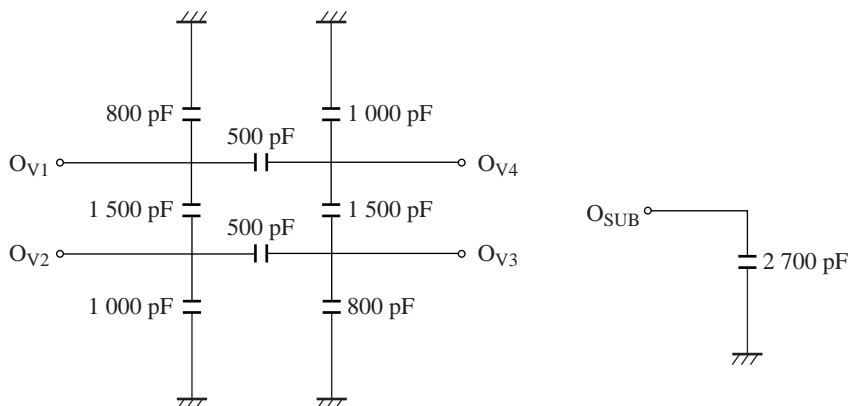 800 pF
1 000 pF
500 pF
OV1
OV4
1 500 pF
1 500 pF
OSUB
500 pF
OV2
OV3
2 700 pF
1 000 pF
800 pF